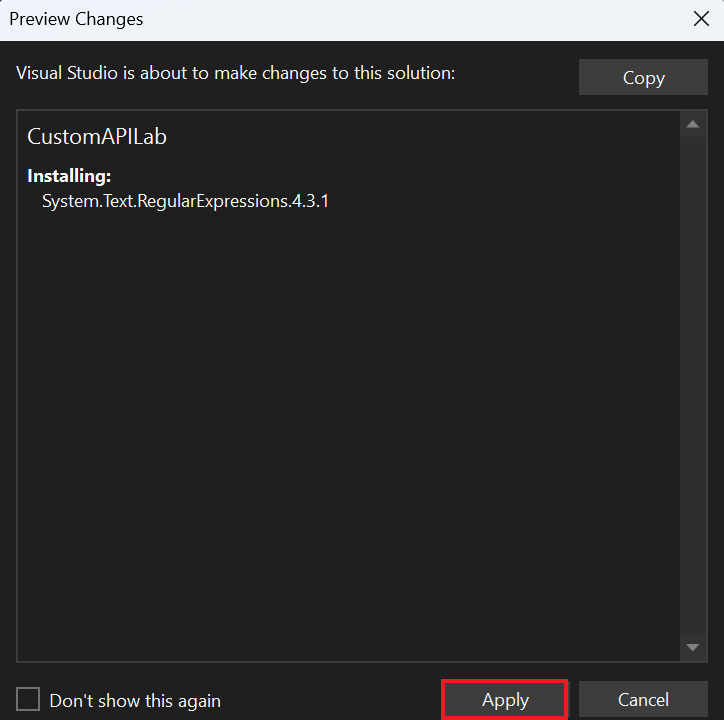 Preview Changes
Visual Studio is about to make changes to this solution:
Copy
CustomAPILab
Installing:
System.Text.RegularExpressions.4.3.1
Don't show this again
Apply
Cancel